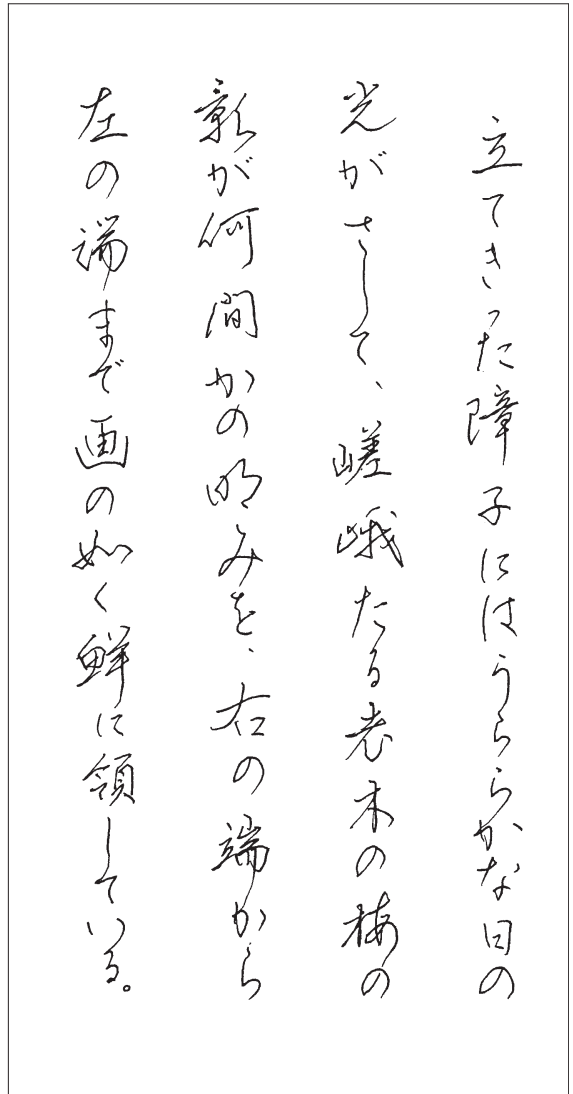 立てきった障子にはうららかな日の
光がさして、嵯峨たる老木の梅の
影が何間かの明みを、右の端から
左の端まで画の如く鮮に領している。